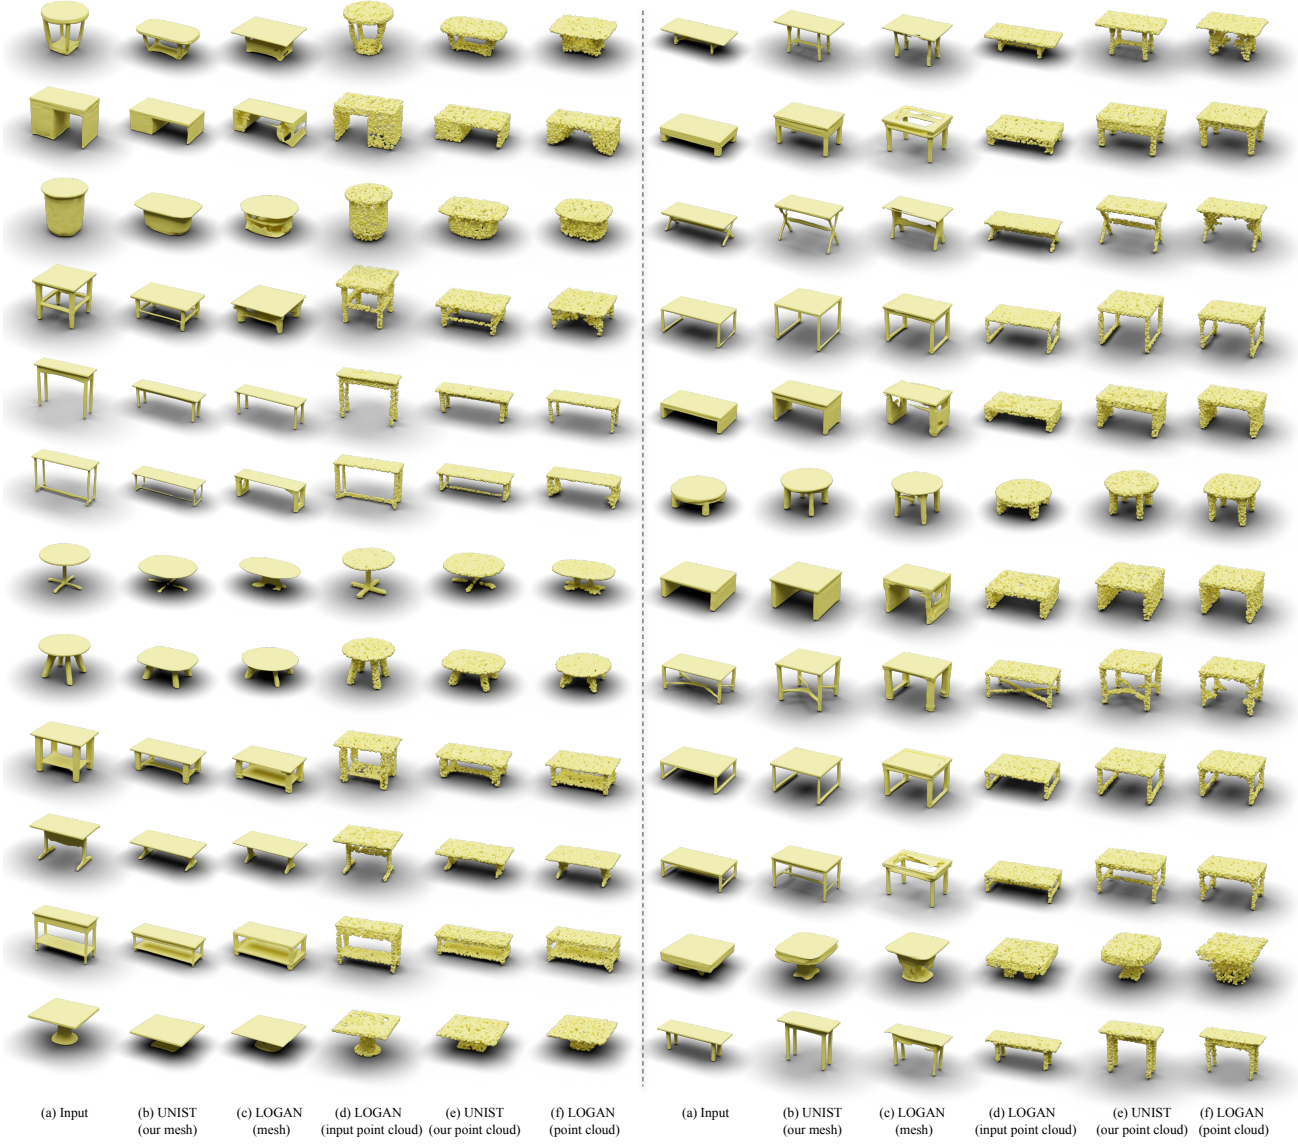 (a) Input (b) UNIST (c) LOGAN (d) LOGAN (e) UNIST (f) LOGAN (a) Input (b) UNIST (c) LOGAN (d) LOGAN (e) UNIST (f) LOGAN
(our mesh) (mesh) (input point cloud) (our point cloud) (point cloud) (our mesh) (mesh) (input point cloud) (our point cloud) (point cloud)